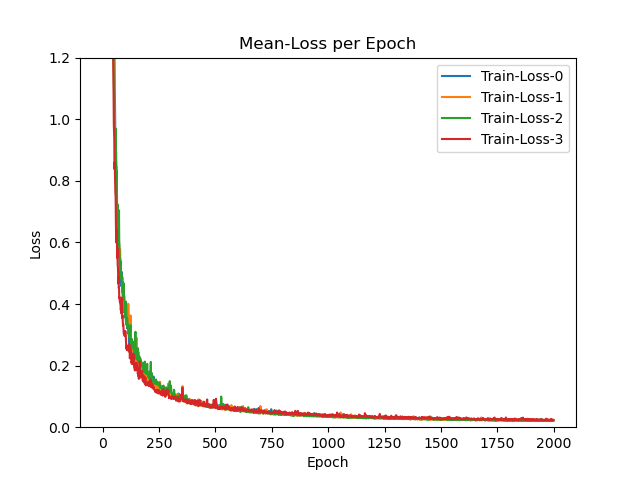 Mean-Loss per Epoch
Train-Loss-0
Train-Loss-1
Train-Loss-2
Train-Loss-3
Loss
1.2
1.0
0.8
0.6
0.4
0.2
0.0
0 250 500 750 1000 1250 1500 1750 2000
Epoch